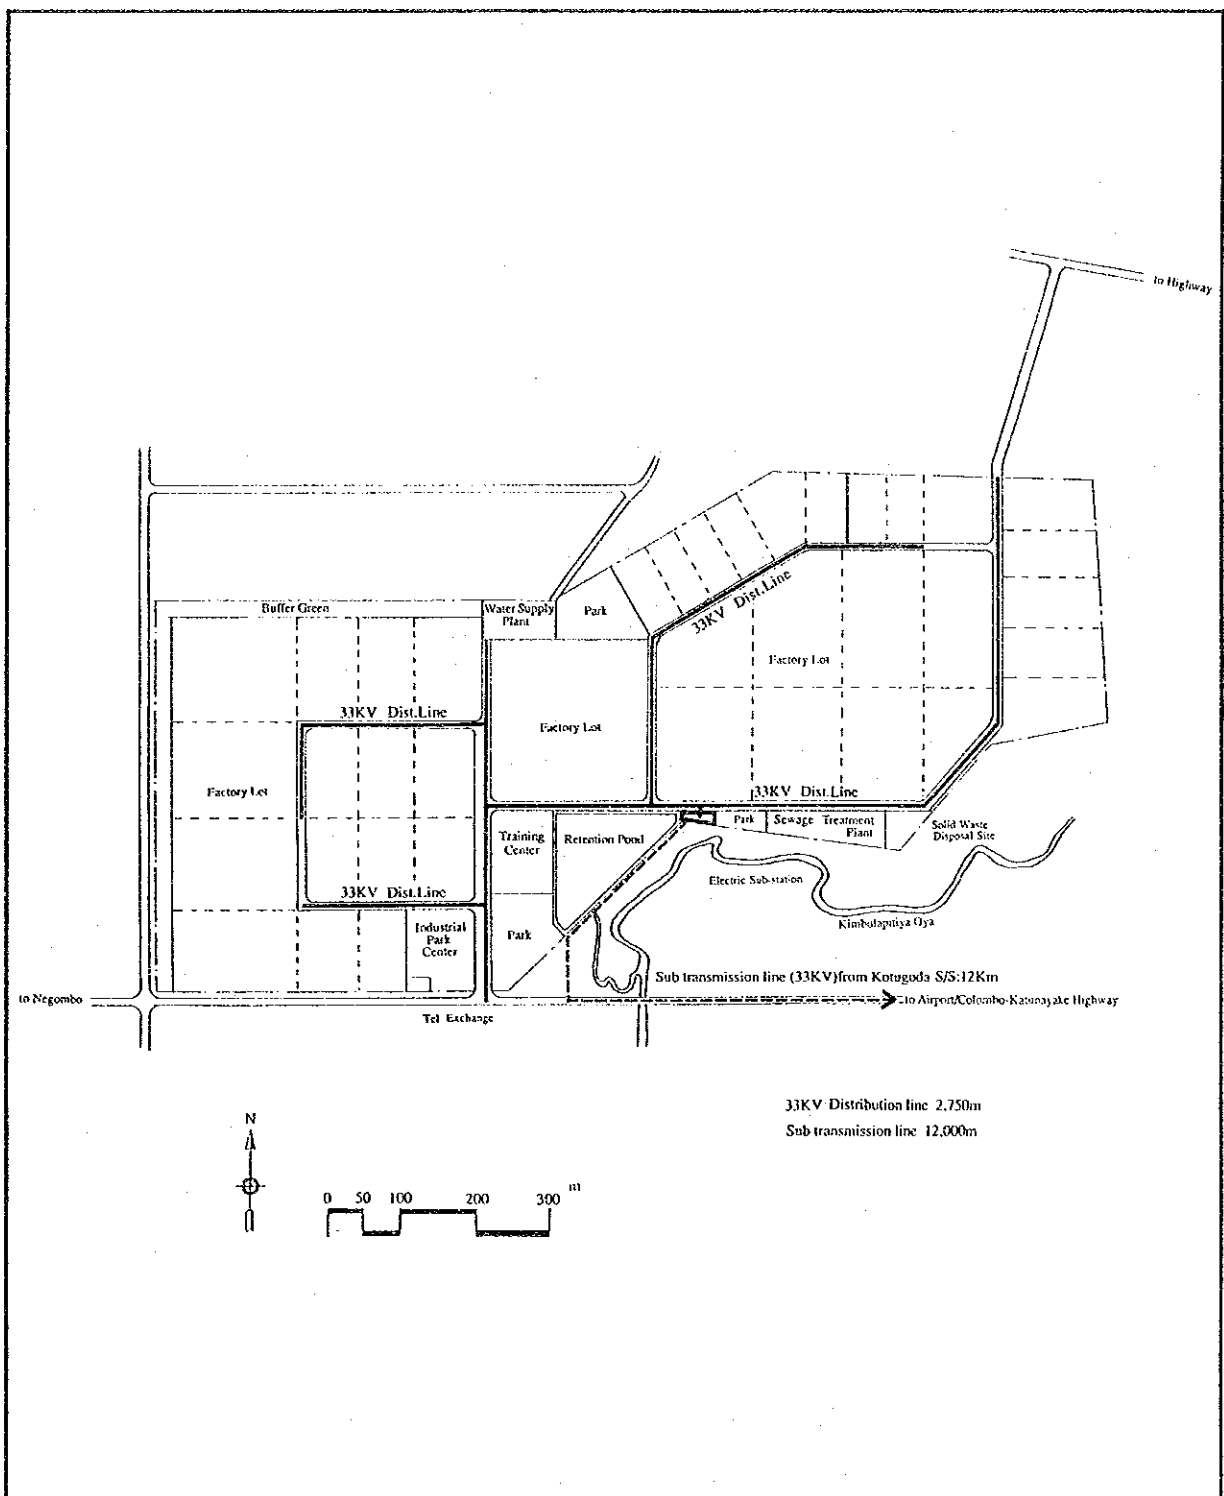 to Highway
Buffer Green
Water Supply
Plant
Park
33KV Dist.Line
Factory Lot
33KV Dist.Line
Factory Lot
Factory Lot
33KV Dist.Line
Training
Center
Retention Pond
Park
Sewage Treatment
Plant
Solid Waste
Disposal Site
Electric Sub-station
33KV Dist.Line
Kimbulapitiya Oya
Industrial
Park
Center
Park
Sub transmission line (33KV)from Kotugoda S/S:12Km
to Negombo
to Airport/Colombo-Katunayake Highway
Tel Exchange
33KV Distribution line 2,750m
Sub transmission line 12,000m
N
0 50 100 200 300 m